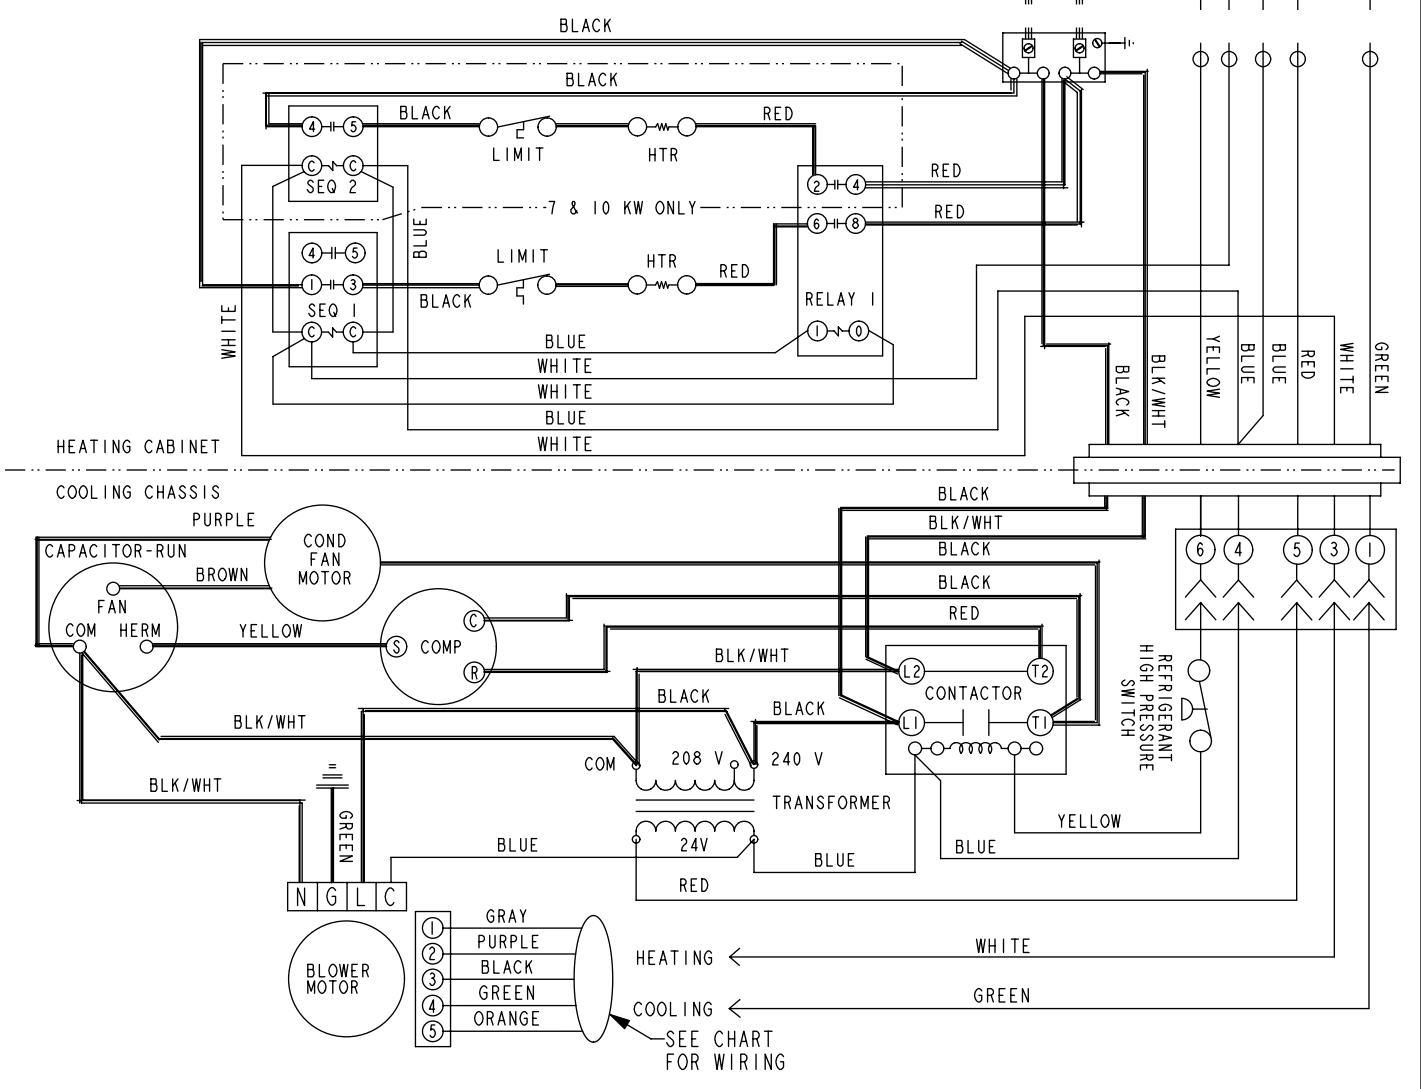 BLACK
BLACK
BLACK
RED
4 5
LIMIT
HTR
C C
SEQ 2
RED
2 4
7 & 10 KW ONLY
RED
6 8
BLUE
4 5
LIMIT
HTR
RED
1 3
BLACK
SEQ 1
RELAY 1
WHITE
C C
1 0
BLUE
WHITE
WHITE
BLUE
WHITE
BLACK
BLK/WHT
YELLOW
BLUE
BLUE
RED
WHITE
GREEN
HEATING CABINET
COOLING CHASSIS
BLACK
PURPLE
BLK/WHT
CAPACITOR-RUN
COND
FAN
MOTOR
BLACK
6 4 5 3 1
BROWN
BLACK
FAN
RED
COM HERM
YELLOW
C
S COMP
R
BLK/WHT
L2 T2
CONTACTOR
BLACK
BLACK
L1 T1
BLK/WHT
REFRIGERANT
HIGH PRESSURE
SWITCH
COM
208 V
240 V
BLK/WHT
TRANSFORMER
GREEN
YELLOW
24V
BLUE
BLUE
BLUE
RED
N G L C
1 GRAY
2 PURPLE
3 BLACK
4 GREEN
5 ORANGE
BLOWER
MOTOR
HEATING
WHITE
COOLING
GREEN
SEE CHART
FOR WIRING